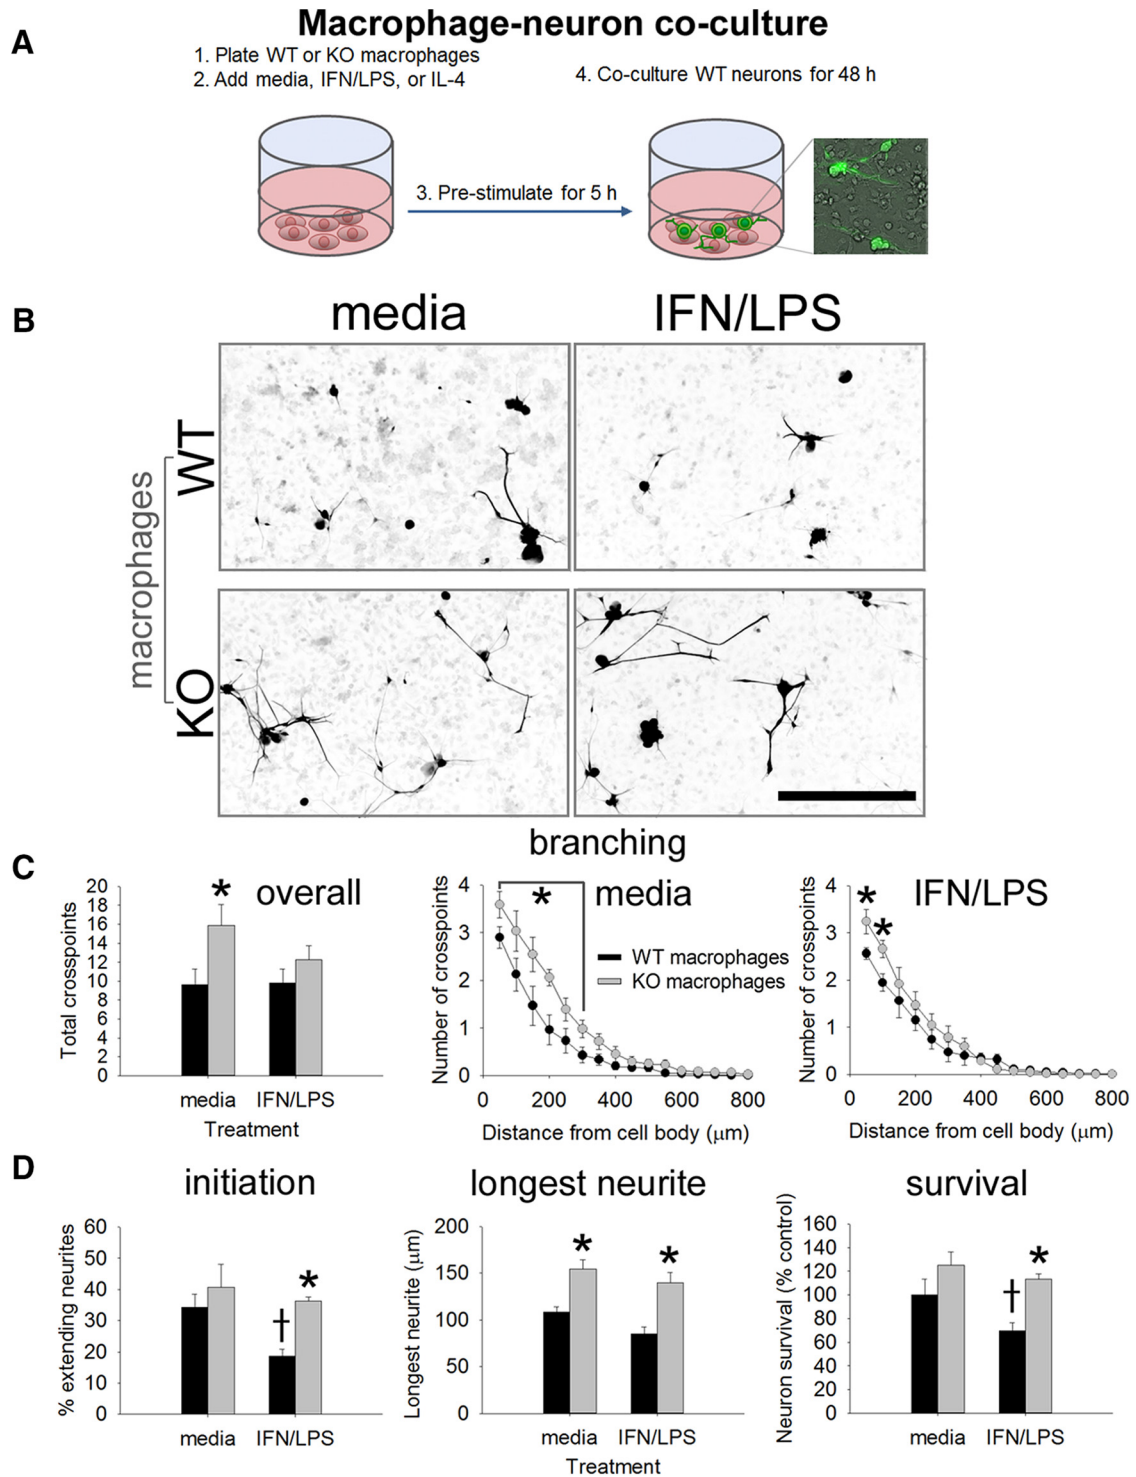 Macrophage-neuron co-culture
A
1. Plate WT or KO macrophages
2. Add media, IFN/LPS, or IL-4
4. Co-culture WT neurons for 48 h
3. Pre-stimulate for 5 h
B
media
IFN/LPS
macrophages
WT
KO
branching
C
overall
Total crosspoints
20
18
16
14
12
10
8
6
4
2
0
*
media
IFN/LPS
Treatment
media
Number of crosspoints
4
3
2
1
0
*
WT macrophages
KO macrophages
0
200
400
600
800
Distance from cell body (μm)
IFN/LPS
Number of crosspoints
4
3
2
1
0
*
*
0
200
400
600
800
Distance from cell body (μm)
D
initiation
% extending neurites
60
50
40
30
20
10
0
†
*
media
IFN/LPS
longest neurite
Longest neurite (μm)
200
150
100
50
0
*
*
media
IFN/LPS
Treatment
survival
Neuron survival (% control)
160
140
120
100
80
60
40
20
0
†
*
media
IFN/LPS